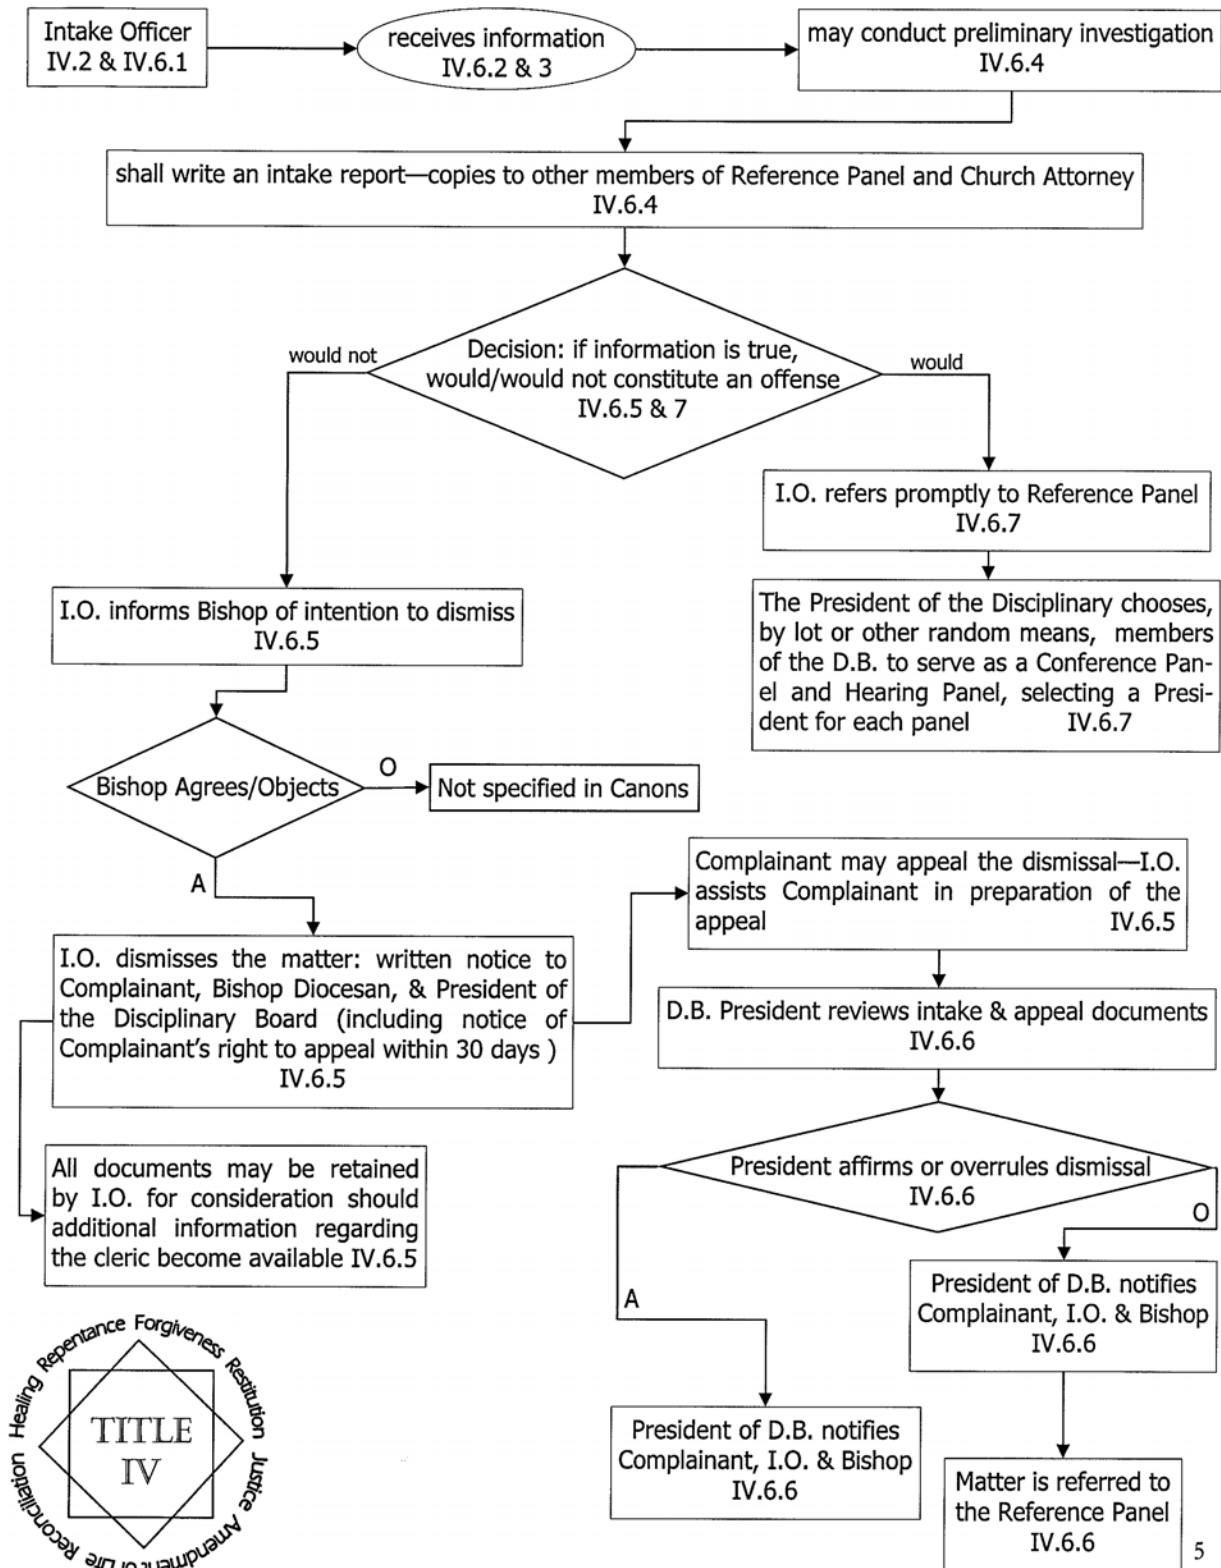 Intake Officer
IV.2 & IV.6.1
receives information
IV.6.2 & 3
may conduct preliminary investigation
IV.6.4
shall write an intake report—copies to other members of Reference Panel and Church Attorney
IV.6.4
Decision: if information is true,
would/would not constitute an offense
IV.6.5 & 7
would not
would
I.O. refers promptly to Reference Panel
IV.6.7
The President of the Disciplinary chooses,
by lot or other random means, members
of the D.B. to serve as a Conference Pan-
el and Hearing Panel, selecting a Presi-
dent for each panel IV.6.7
I.O. informs Bishop of intention to dismiss
IV.6.5
Bishop Agrees/Objects
O
Not specified in Canons
A
I.O. dismisses the matter: written notice to
Complainant, Bishop Diocesan, & President of
the Disciplinary Board (including notice of
Complainant's right to appeal within 30 days )
IV.6.5
All documents may be retained
by I.O. for consideration should
additional information regarding
the cleric become available IV.6.5
Complainant may appeal the dismissal—I.O.
assists Complainant in preparation of the
appeal IV.6.5
D.B. President reviews intake & appeal documents
IV.6.6
President affirms or overrules dismissal
IV.6.6
A
O
President of D.B. notifies
Complainant, I.O. & Bishop
IV.6.6
President of D.B. notifies
Complainant, I.O. & Bishop
IV.6.6
Matter is referred to
the Reference Panel
IV.6.6
Healing Repentance Forgiveness Restitution Justice Amendment of Life Reconciliation
TITLE
IV
5